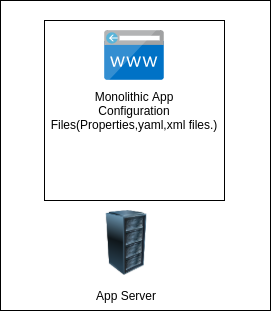 WWW
Monolithic App
Configuration
Files(Properties,yaml,xml files.)
App Server